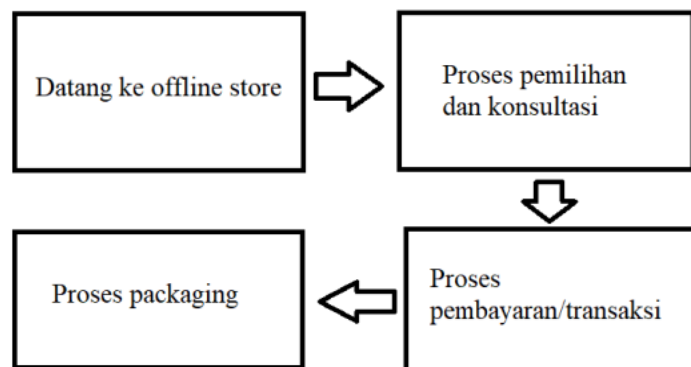 Datang ke offline store
Proses pemilihan
dan konsultasi
Proses
pembayaran/transaksi
Proses packaging